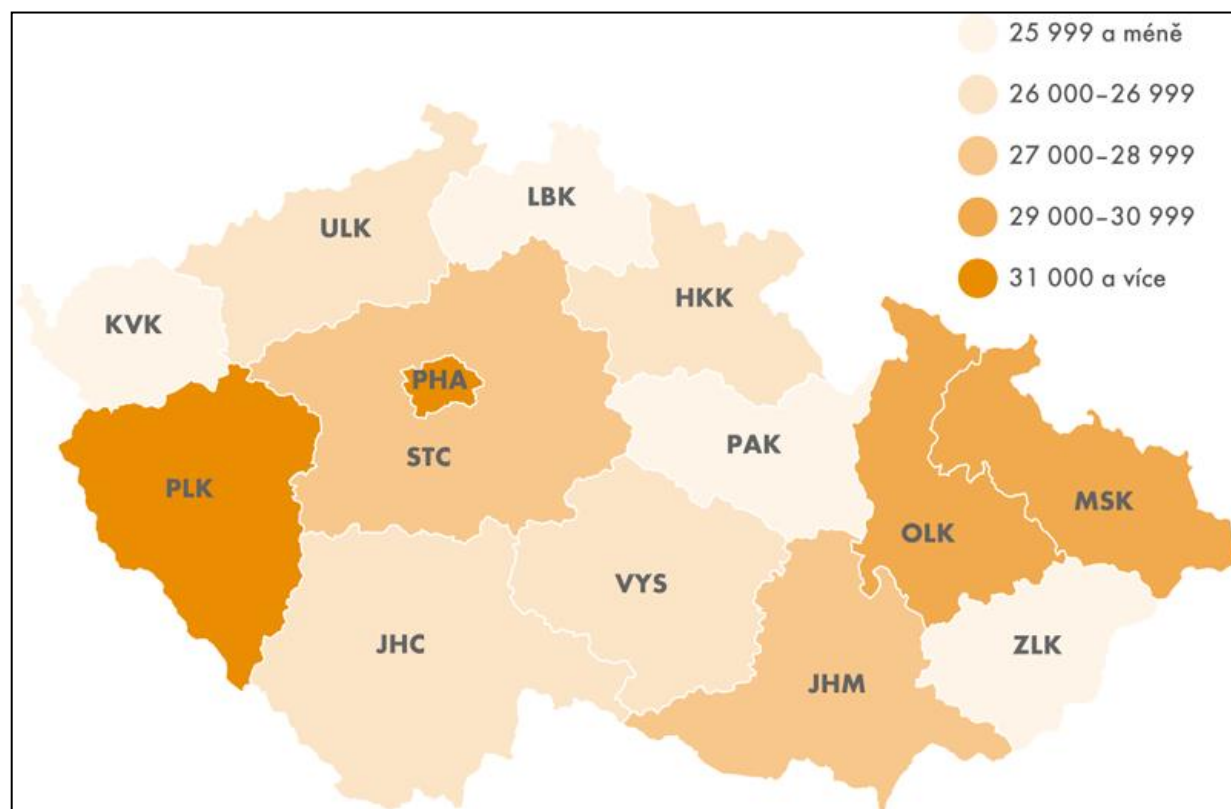 25 999 a méně
26 000–26 999
27 000–28 999
29 000–30 999
31 000 a více
LBK
ULK
HKK
KVK
PHA
PAK
STC
PLK
MSK
OLK
VYS
JHC
ZLK
JHM